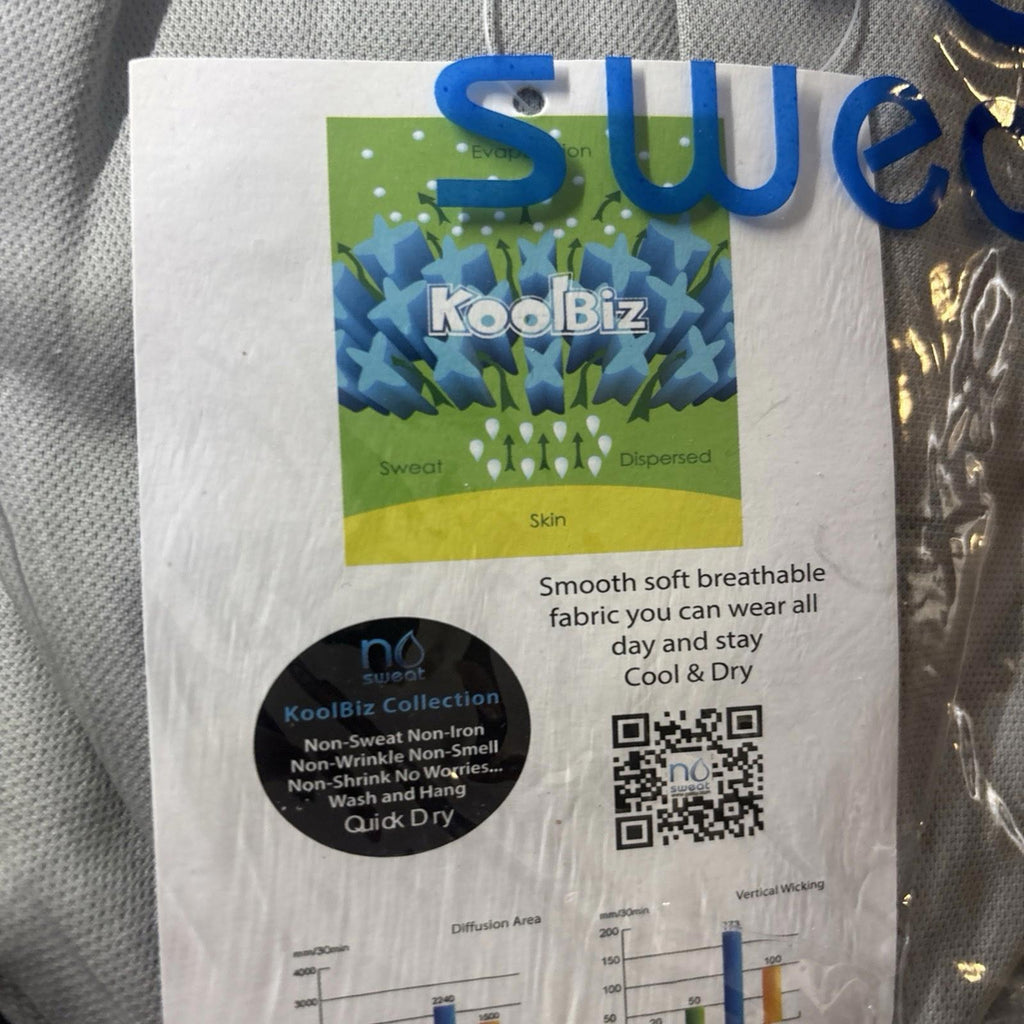 swe
Evaporation
KoolBiz
Sweat
Dispersed
Skin
Smooth soft breathable
fabric you can wear all
day and stay
Cool & Dry
no
sweat
KoolBiz Collection
Non-Sweat Non-Iron
Non-Wrinkle Non-Smell
Non-Shrink No Worries...
Wash and Hang
Quick Dry
no
sweat
Diffusion Area
mm/30min
4000
3000
2240
1500
Vertical Wicking
mm/30min
200
150
100
50
20
50
173
100